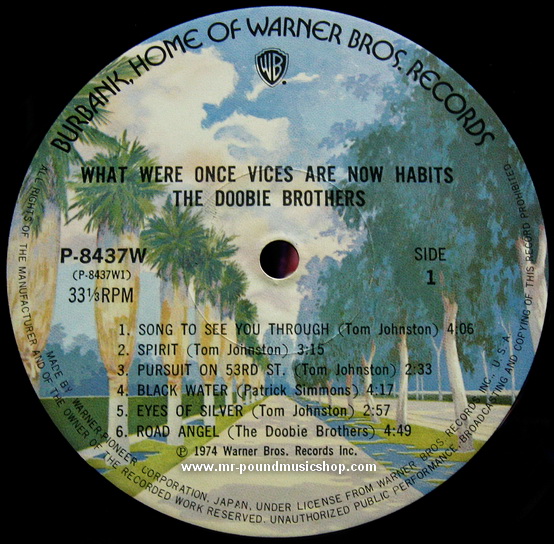 BURBANK, HOME OF WARNER BROS. RECORDS
WB
WHAT WERE ONCE VICES ARE NOW HABITS
THE DOOBIE BROTHERS
P-8437W
(P-8437W1)
33⅓RPM
SIDE
1
1. SONG TO SEE YOU THROUGH (Tom Johnston) 4:06
2. SPIRIT (Tom Johnston) 3:15
3. PURSUIT ON 53RD ST. (Tom Johnston) 2:33
4. BLACK WATER (Patrick Simmons) 4:17
5. EYES OF SILVER (Tom Johnston) 2:57
6. ROAD ANGEL (The Doobie Brothers) 4:49
Ⓟ 1974 Warner Bros. Records Inc.
www.mr-poundmusicshop.com
MADE BY WARNER-PIONEER CORPORATION, JAPAN, UNDER LICENSE FROM WARNER BROS. RECORDS INC. U.S.A.
ALL RIGHTS OF THE MANUFACTURER AND OF THE OWNER OF THE RECORDED WORK RESERVED. UNAUTHORIZED PUBLIC PERFORMANCE, BROADCASTING AND COPYING OF THIS RECORD PROHIBITED.